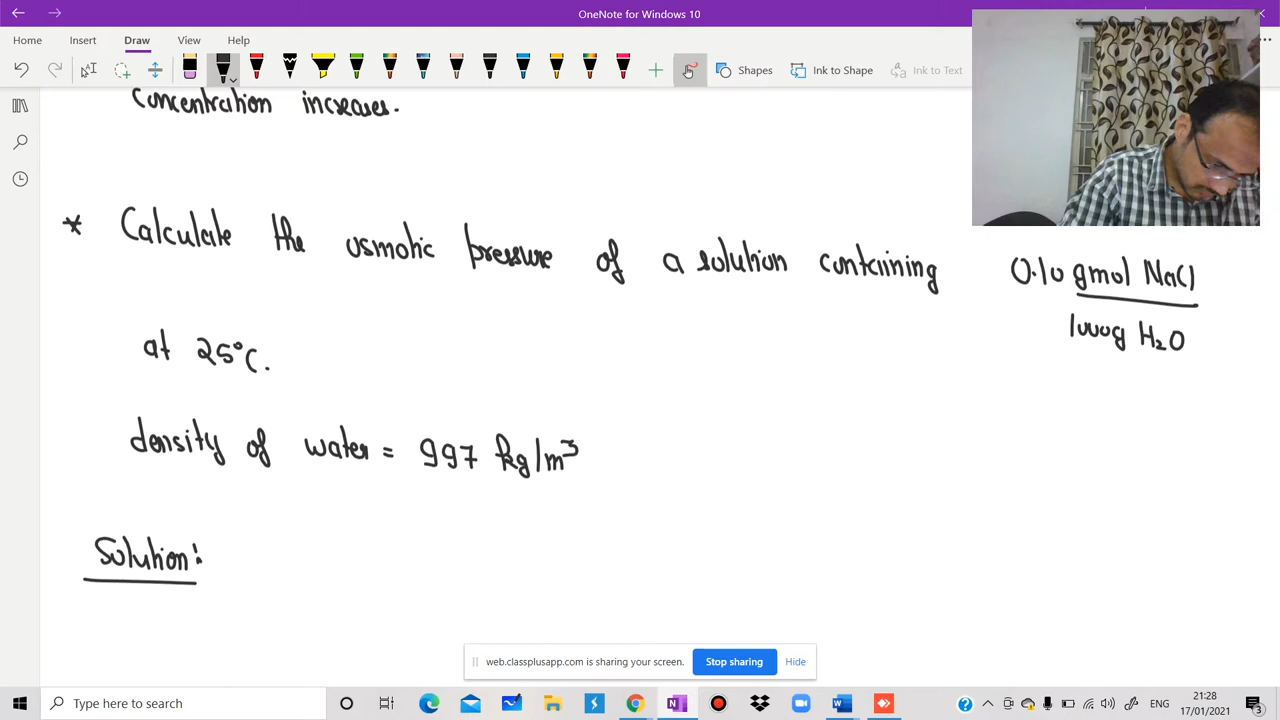 OneNote for Windows 10
Home Insert Draw View Help
Shapes Ink to Shape Ink to Text
Concentration increases.
* Calculate the osmotic pressure of a solution containing 0.10 gmol NaCl
1000g H₂O
at 25°C.
density of water = 997 kg/m³
Solution:
web.classplusapp.com is sharing your screen. Stop sharing Hide
Type here to search
ENG
21:28
17/01/2021
3